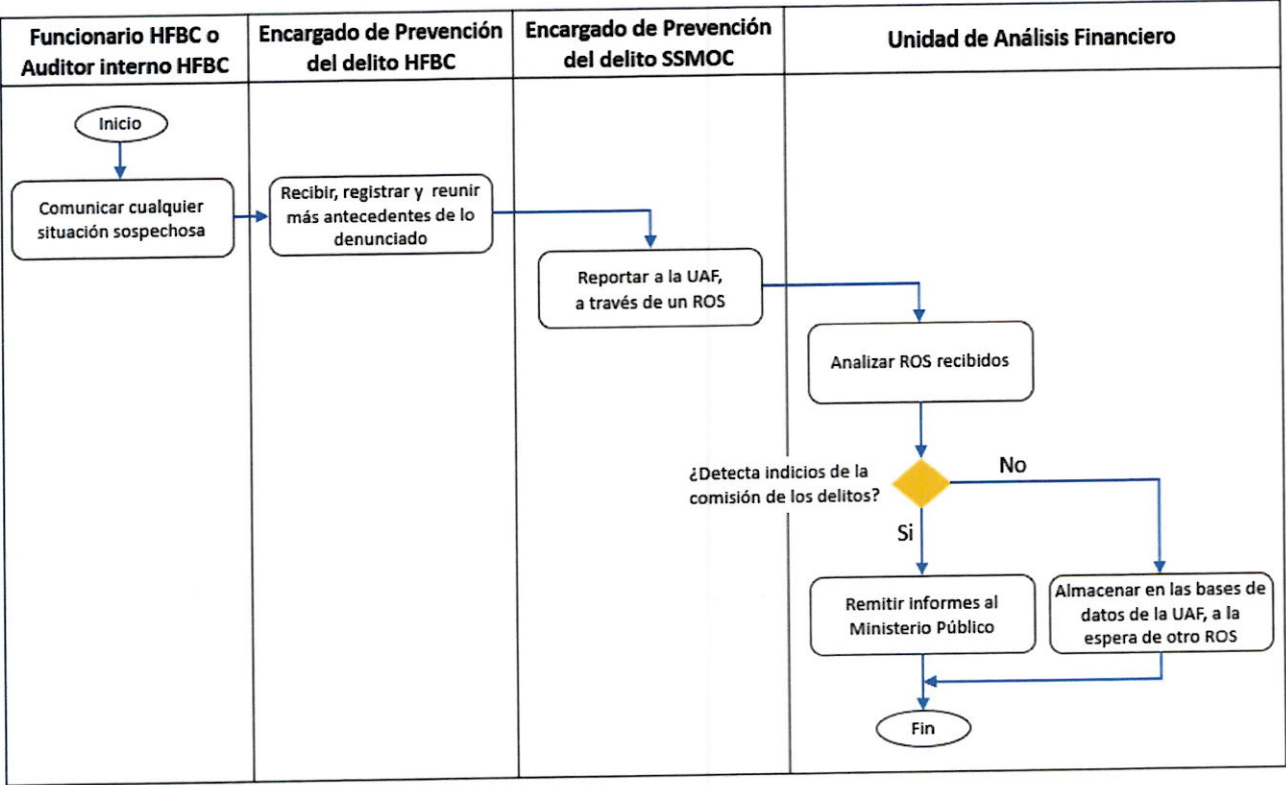 Funcionario HFBC o
Auditor interno HFBC
Encargado de Prevención
del delito HFBC
Encargado de Prevención
del delito SSMOC
Unidad de Análisis Financiero
Inicio
Comunicar cualquier
situación sospechosa
Recibir, registrar y reunir
más antecedentes de lo
denunciado
Reportar a la UAF,
a través de un ROS
Analizar ROS recibidos
¿Detecta indicios de la
comisión de los delitos?
No
Si
Remitir informes al
Ministerio Público
Almacenar en las bases de
datos de la UAF, a la
espera de otro ROS
Fin